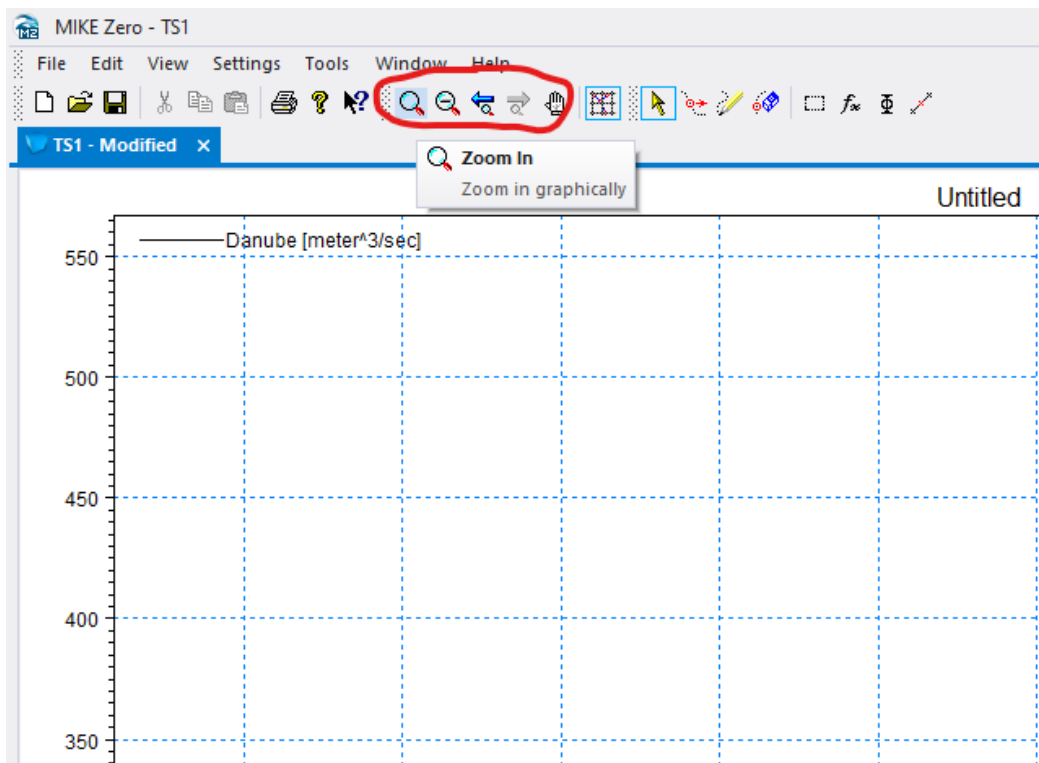 MIKE Zero - TS1
File Edit View Settings Tools Window Help
TS1 - Modified
Zoom In
Zoom in graphically
Untitled
Danube [meter^3/sec]
550
500
450
400
350